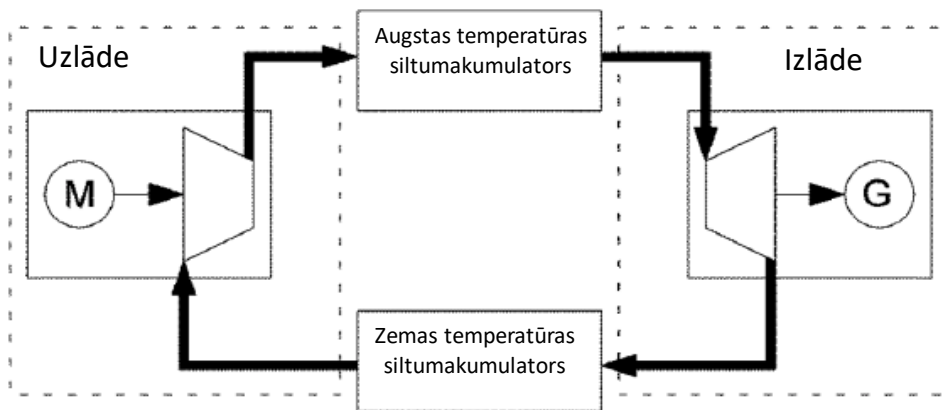 Uzlāde
Augstas temperatūras
siltumakumulators
Izlāde
M
G
Zemas temperatūras
siltumakumulators